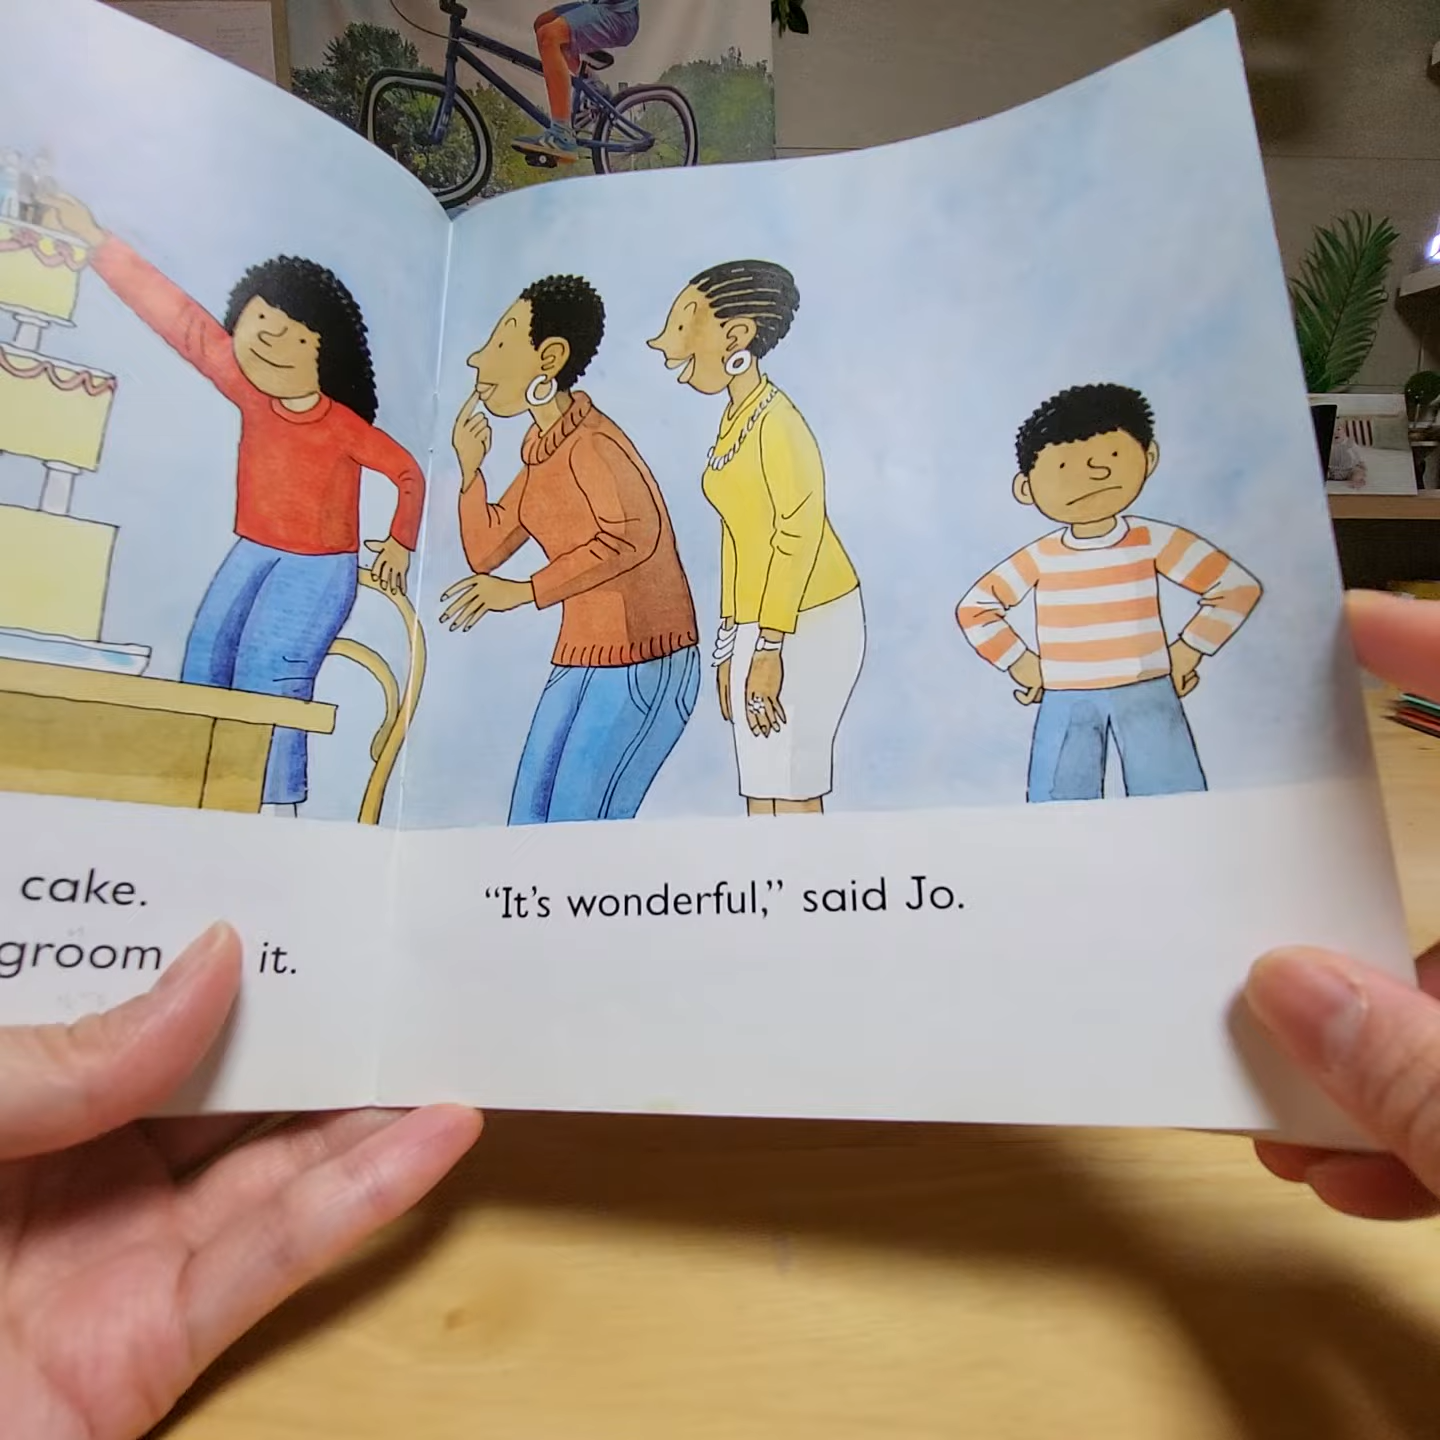 cake.
groom it.
“It’s wonderful,” said Jo.